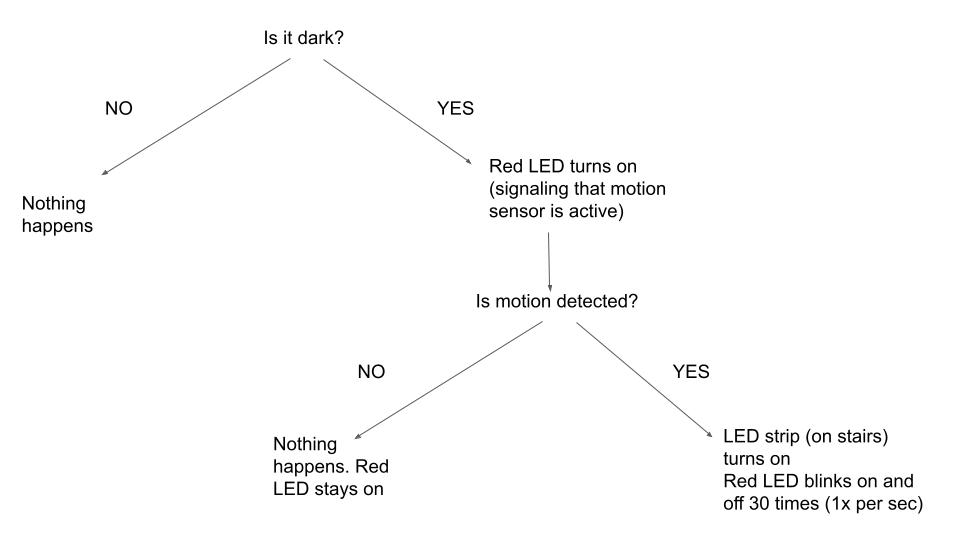 Is it dark?
NO
YES
Red LED turns on
(signaling that motion
sensor is active)
Nothing
happens
Is motion detected?
NO
YES
Nothing
happens. Red
LED stays on
LED strip (on stairs)
turns on
Red LED blinks on and
off 30 times (1x per sec)